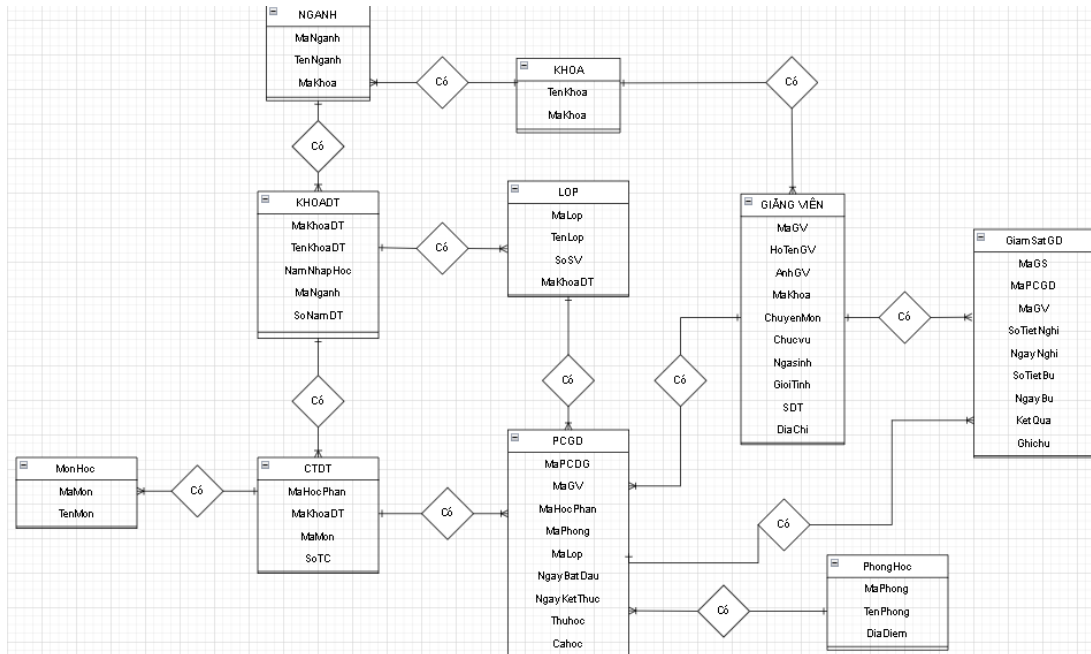 NGANH
MaNganh
TenNganh
MaKhoa
Có
KHOA
TenKhoa
MaKhoa
Có
Có
KHOADT
MaKhoaDT
TenKhoaDT
NamNhapHoc
MaNganh
SoNamDT
Có
LOP
MaLop
TenLop
SoSV
MaKhoaDT
GIẢNG VIÊN
MaGV
HoTenGV
AnhGV
MaKhoa
ChuyenMon
Chucvu
Ngasinh
GioiTinh
SDT
DiaChi
Có
GiamSatGD
MaGS
MaPCGD
MaGV
SoTietNghi
NgayNghi
SoTietBu
NgayBu
KetQua
Ghichu
Có
Có
Có
MonHoc
MaMon
TenMon
Có
CTDT
MaHocPhan
MaKhoaDT
MaMon
SoTC
Có
PCGD
MaPCDG
MaGV
MaHocPhan
MaPhong
MaLop
NgayBatDau
NgayKetThuc
Thuhoc
Cahoc
Có
Có
PhongHoc
MaPhong
TenPhong
DiaDiem